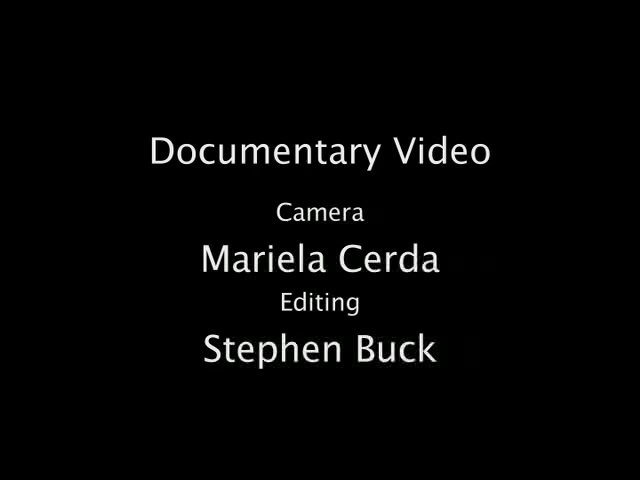 Documentary Video
Camera
Mariela Cerda
Editing
Stephen Buck